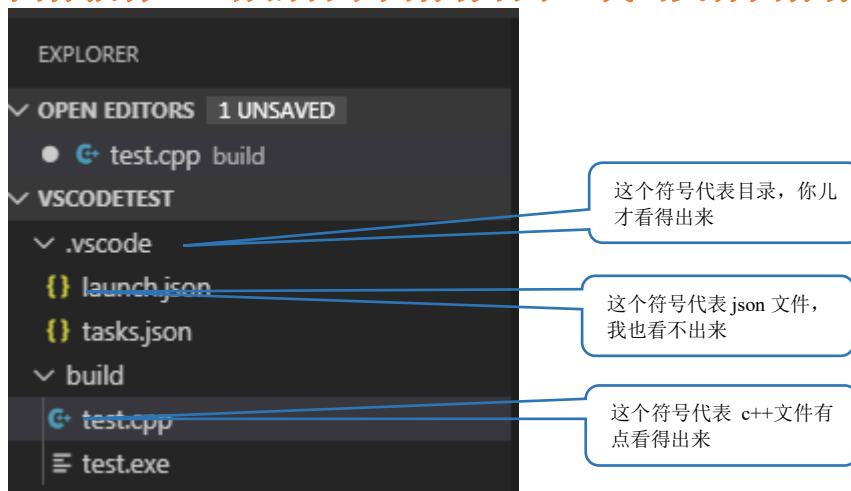 EXPLORER
OPEN EDITORS 1 UNSAVED
test.cpp build
VSCODETEST
.vscode
{} launch.json
{} tasks.json
build
test.cpp
test.exe
这个符号代表目录，你儿
才看得出来
这个符号代表 json 文件，
我也看不出来
这个符号代表 c++文件有
点看得出来